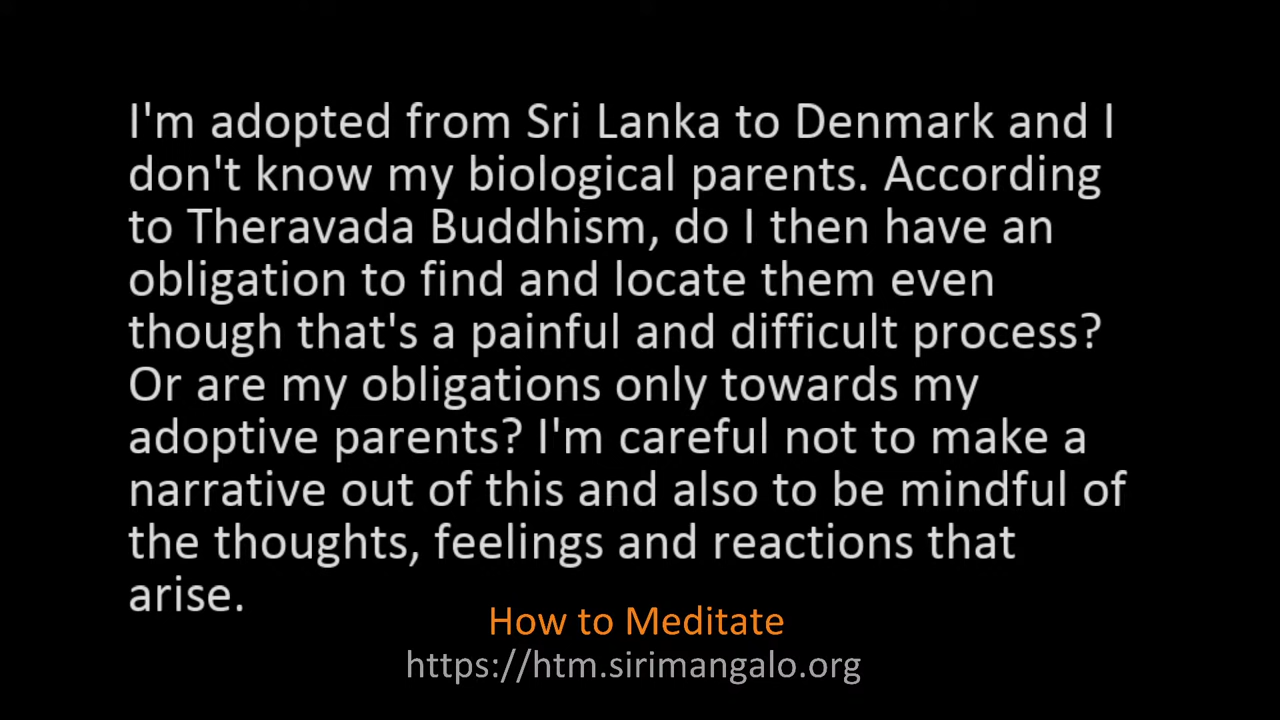 I'm adopted from Sri Lanka to Denmark and I
don't know my biological parents. According
to Theravada Buddhism, do I then have an
obligation to find and locate them even
though that's a painful and difficult process?
Or are my obligations only towards my
adoptive parents? I'm careful not to make a
narrative out of this and also to be mindful of
the thoughts, feelings and reactions that
arise.
How to Meditate
https://htm.sirimangalo.org